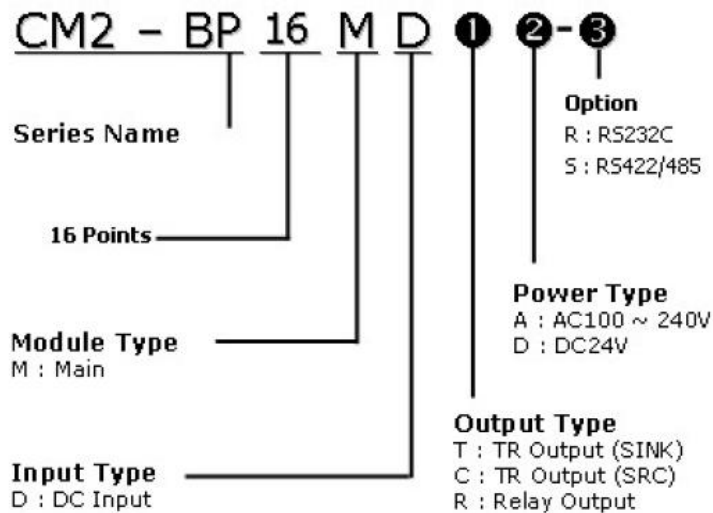 CM2 - BP 16 M D ❶ ❷-❸
Option
R : RS232C
S : RS422/485
Series Name
16 Points
Power Type
A : AC100 ~ 240V
D : DC24V
Module Type
M : Main
Output Type
T : TR Output (SINK)
C : TR Output (SRC)
R : Relay Output
Input Type
D : DC Input